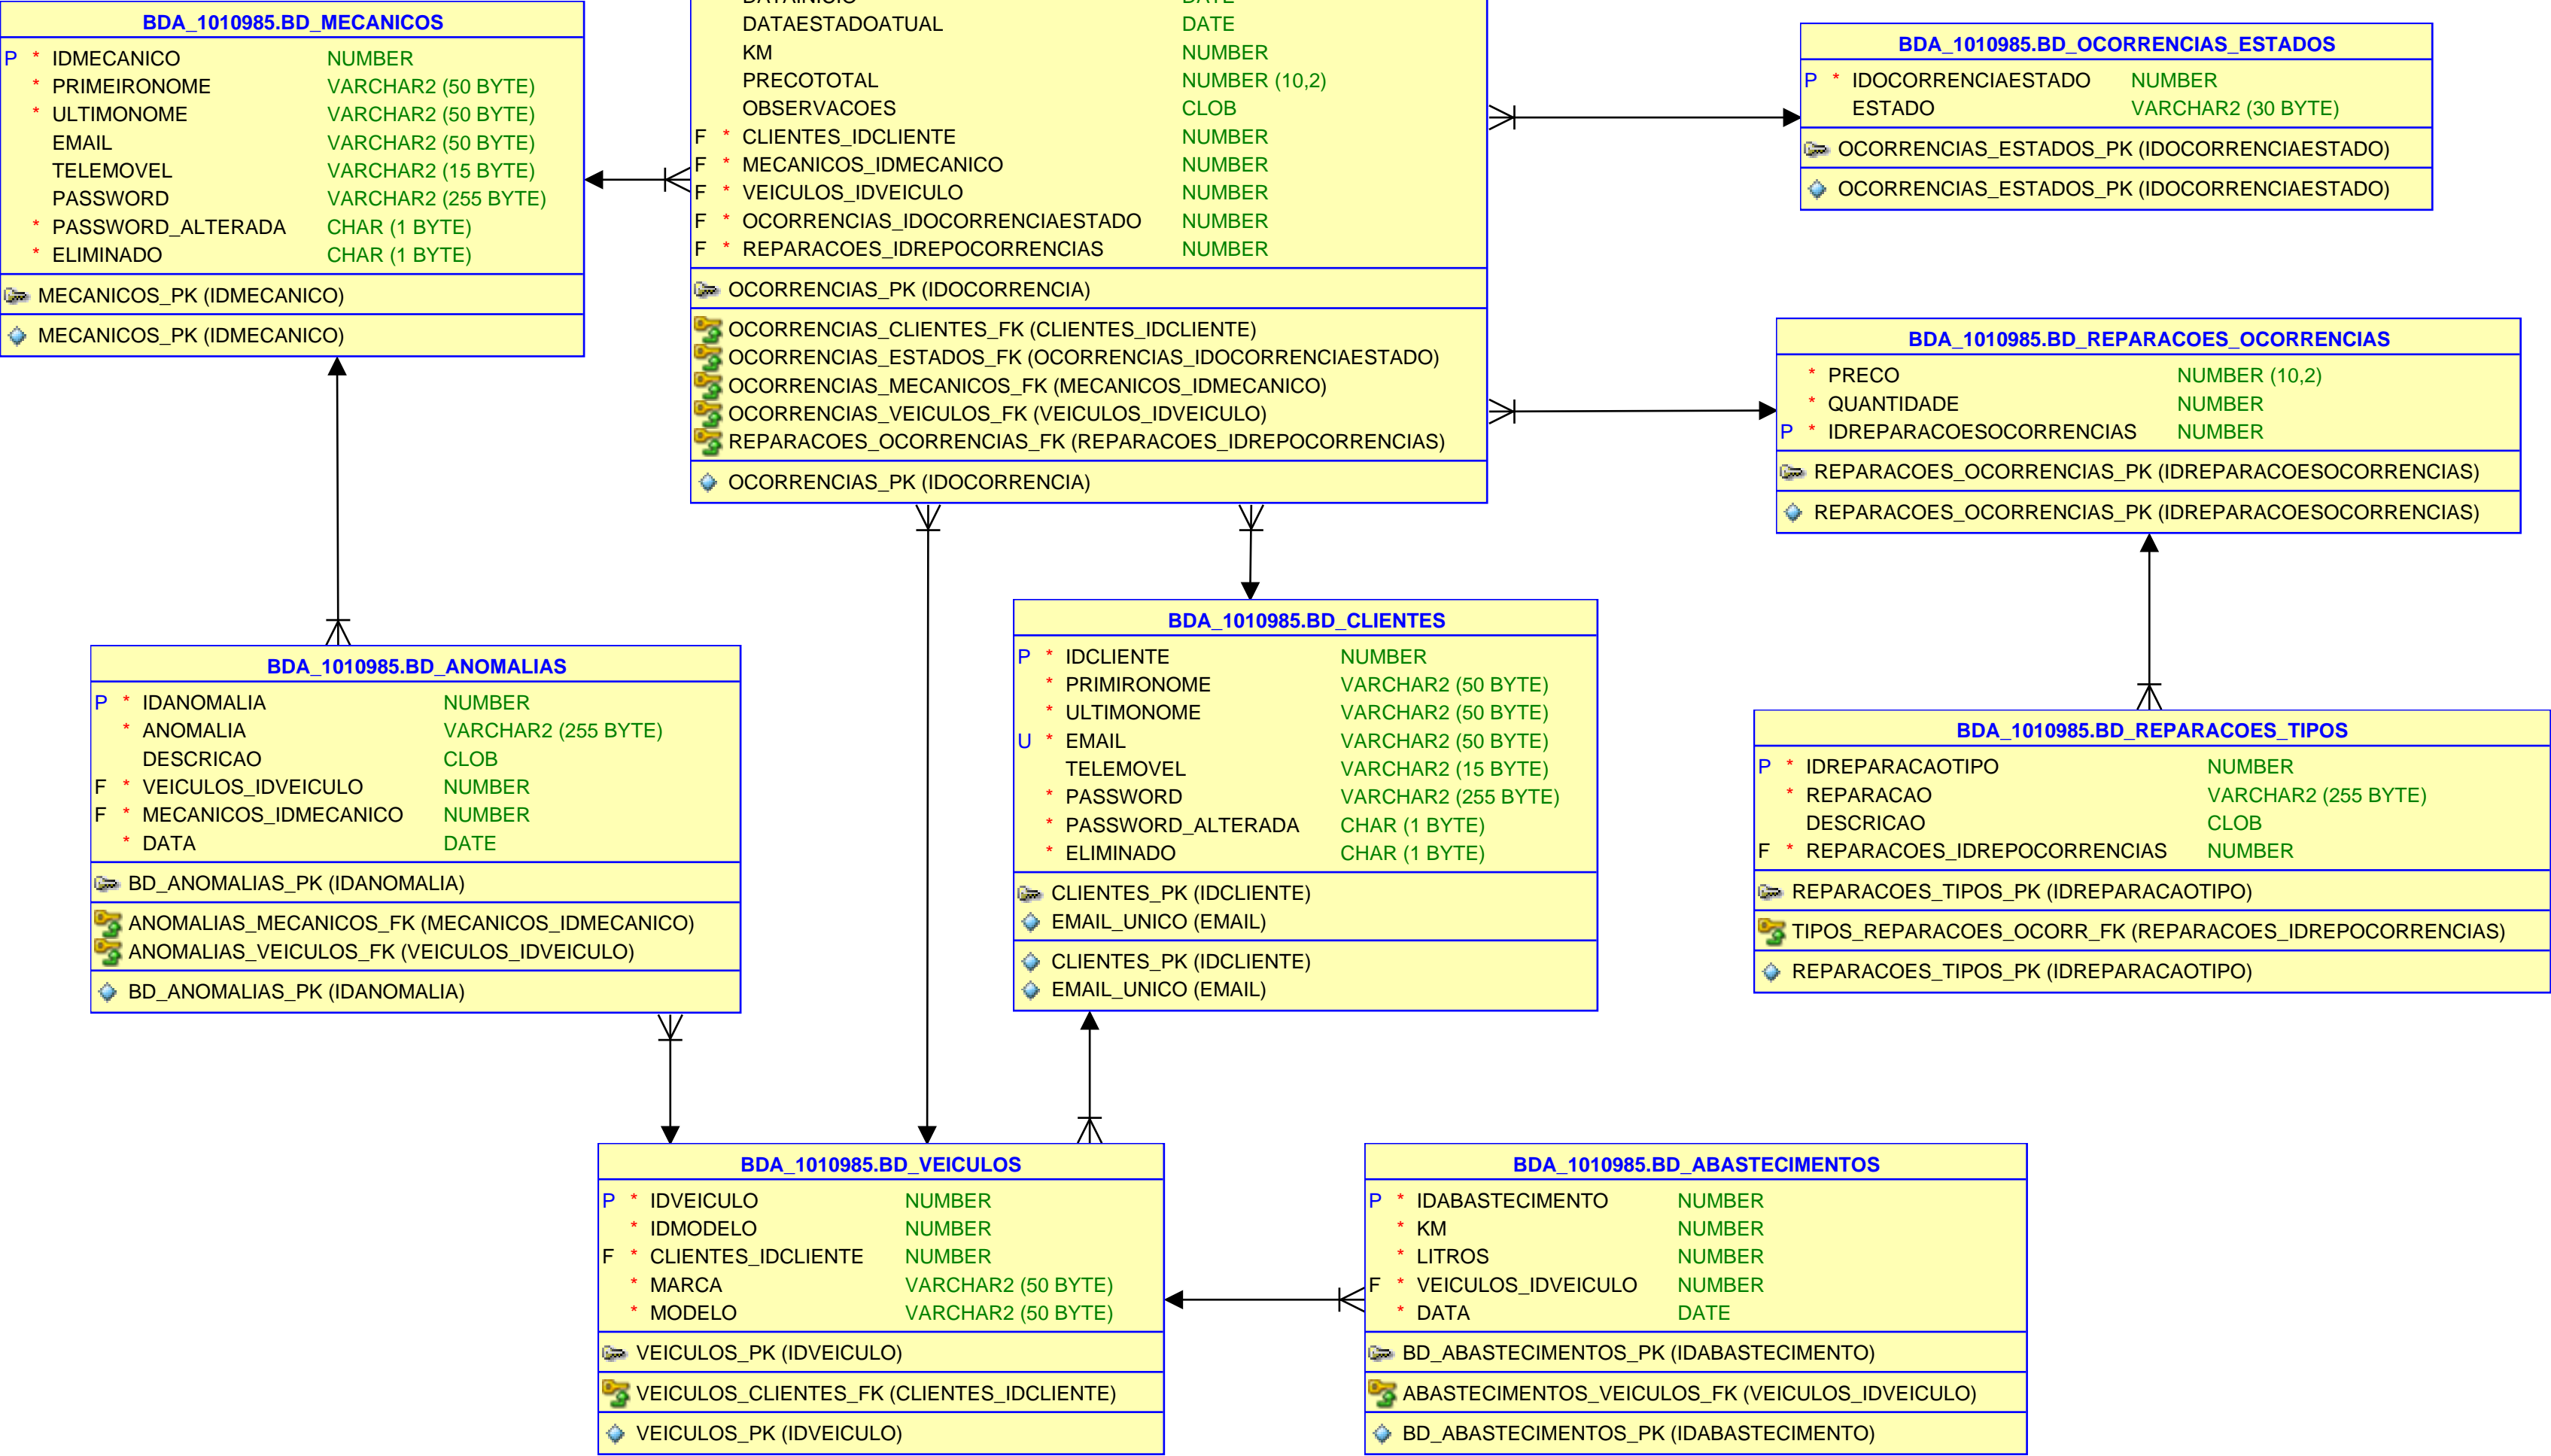 BDA_1010985.BD_MECANICOS
P * IDMECANICO NUMBER
* PRIMEIRONOME VARCHAR2 (50 BYTE)
* ULTIMONOME VARCHAR2 (50 BYTE)
EMAIL VARCHAR2 (50 BYTE)
TELEMOVEL VARCHAR2 (15 BYTE)
PASSWORD VARCHAR2 (255 BYTE)
* PASSWORD_ALTERADA CHAR (1 BYTE)
* ELIMINADO CHAR (1 BYTE)
MECANICOS_PK (IDMECANICO)
MECANICOS_PK (IDMECANICO)
DATAINICIO DATE
DATAESTADOATUAL DATE
KM NUMBER
PRECOTOTAL NUMBER (10,2)
OBSERVACOES CLOB
F * CLIENTES_IDCLIENTE NUMBER
F * MECANICOS_IDMECANICO NUMBER
F * VEICULOS_IDVEICULO NUMBER
F * OCORRENCIAS_IDOCORRENCIAESTADO NUMBER
F * REPARACOES_IDREPOCORRENCIAS NUMBER
OCORRENCIAS_PK (IDOCORRENCIA)
OCORRENCIAS_CLIENTES_FK (CLIENTES_IDCLIENTE)
OCORRENCIAS_ESTADOS_FK (OCORRENCIAS_IDOCORRENCIAESTADO)
OCORRENCIAS_MECANICOS_FK (MECANICOS_IDMECANICO)
OCORRENCIAS_VEICULOS_FK (VEICULOS_IDVEICULO)
REPARACOES_OCORRENCIAS_FK (REPARACOES_IDREPOCORRENCIAS)
OCORRENCIAS_PK (IDOCORRENCIA)
BDA_1010985.BD_OCORRENCIAS_ESTADOS
P * IDOCORRENCIAESTADO NUMBER
ESTADO VARCHAR2 (30 BYTE)
OCORRENCIAS_ESTADOS_PK (IDOCORRENCIAESTADO)
OCORRENCIAS_ESTADOS_PK (IDOCORRENCIAESTADO)
BDA_1010985.BD_REPARACOES_OCORRENCIAS
* PRECO NUMBER (10,2)
* QUANTIDADE NUMBER
P * IDREPARACOESOCORRENCIAS NUMBER
REPARACOES_OCORRENCIAS_PK (IDREPARACOESOCORRENCIAS)
REPARACOES_OCORRENCIAS_PK (IDREPARACOESOCORRENCIAS)
BDA_1010985.BD_ANOMALIAS
P * IDANOMALIA NUMBER
* ANOMALIA VARCHAR2 (255 BYTE)
DESCRICAO CLOB
F * VEICULOS_IDVEICULO NUMBER
F * MECANICOS_IDMECANICO NUMBER
* DATA DATE
BD_ANOMALIAS_PK (IDANOMALIA)
ANOMALIAS_MECANICOS_FK (MECANICOS_IDMECANICO)
ANOMALIAS_VEICULOS_FK (VEICULOS_IDVEICULO)
BD_ANOMALIAS_PK (IDANOMALIA)
BDA_1010985.BD_CLIENTES
P * IDCLIENTE NUMBER
* PRIMIRONOME VARCHAR2 (50 BYTE)
* ULTIMONOME VARCHAR2 (50 BYTE)
U * EMAIL VARCHAR2 (50 BYTE)
TELEMOVEL VARCHAR2 (15 BYTE)
* PASSWORD VARCHAR2 (255 BYTE)
* PASSWORD_ALTERADA CHAR (1 BYTE)
* ELIMINADO CHAR (1 BYTE)
CLIENTES_PK (IDCLIENTE)
EMAIL_UNICO (EMAIL)
CLIENTES_PK (IDCLIENTE)
EMAIL_UNICO (EMAIL)
BDA_1010985.BD_REPARACOES_TIPOS
P * IDREPARACAOTIPO NUMBER
* REPARACAO VARCHAR2 (255 BYTE)
DESCRICAO CLOB
F * REPARACOES_IDREPOCORRENCIAS NUMBER
REPARACOES_TIPOS_PK (IDREPARACAOTIPO)
TIPOS_REPARACOES_OCORR_FK (REPARACOES_IDREPOCORRENCIAS)
REPARACOES_TIPOS_PK (IDREPARACAOTIPO)
BDA_1010985.BD_VEICULOS
P * IDVEICULO NUMBER
* IDMODELO NUMBER
F * CLIENTES_IDCLIENTE NUMBER
* MARCA VARCHAR2 (50 BYTE)
* MODELO VARCHAR2 (50 BYTE)
VEICULOS_PK (IDVEICULO)
VEICULOS_CLIENTES_FK (CLIENTES_IDCLIENTE)
VEICULOS_PK (IDVEICULO)
BDA_1010985.BD_ABASTECIMENTOS
P * IDABASTECIMENTO NUMBER
* KM NUMBER
* LITROS NUMBER
F * VEICULOS_IDVEICULO NUMBER
* DATA DATE
BD_ABASTECIMENTOS_PK (IDABASTECIMENTO)
ABASTECIMENTOS_VEICULOS_FK (VEICULOS_IDVEICULO)
BD_ABASTECIMENTOS_PK (IDABASTECIMENTO)